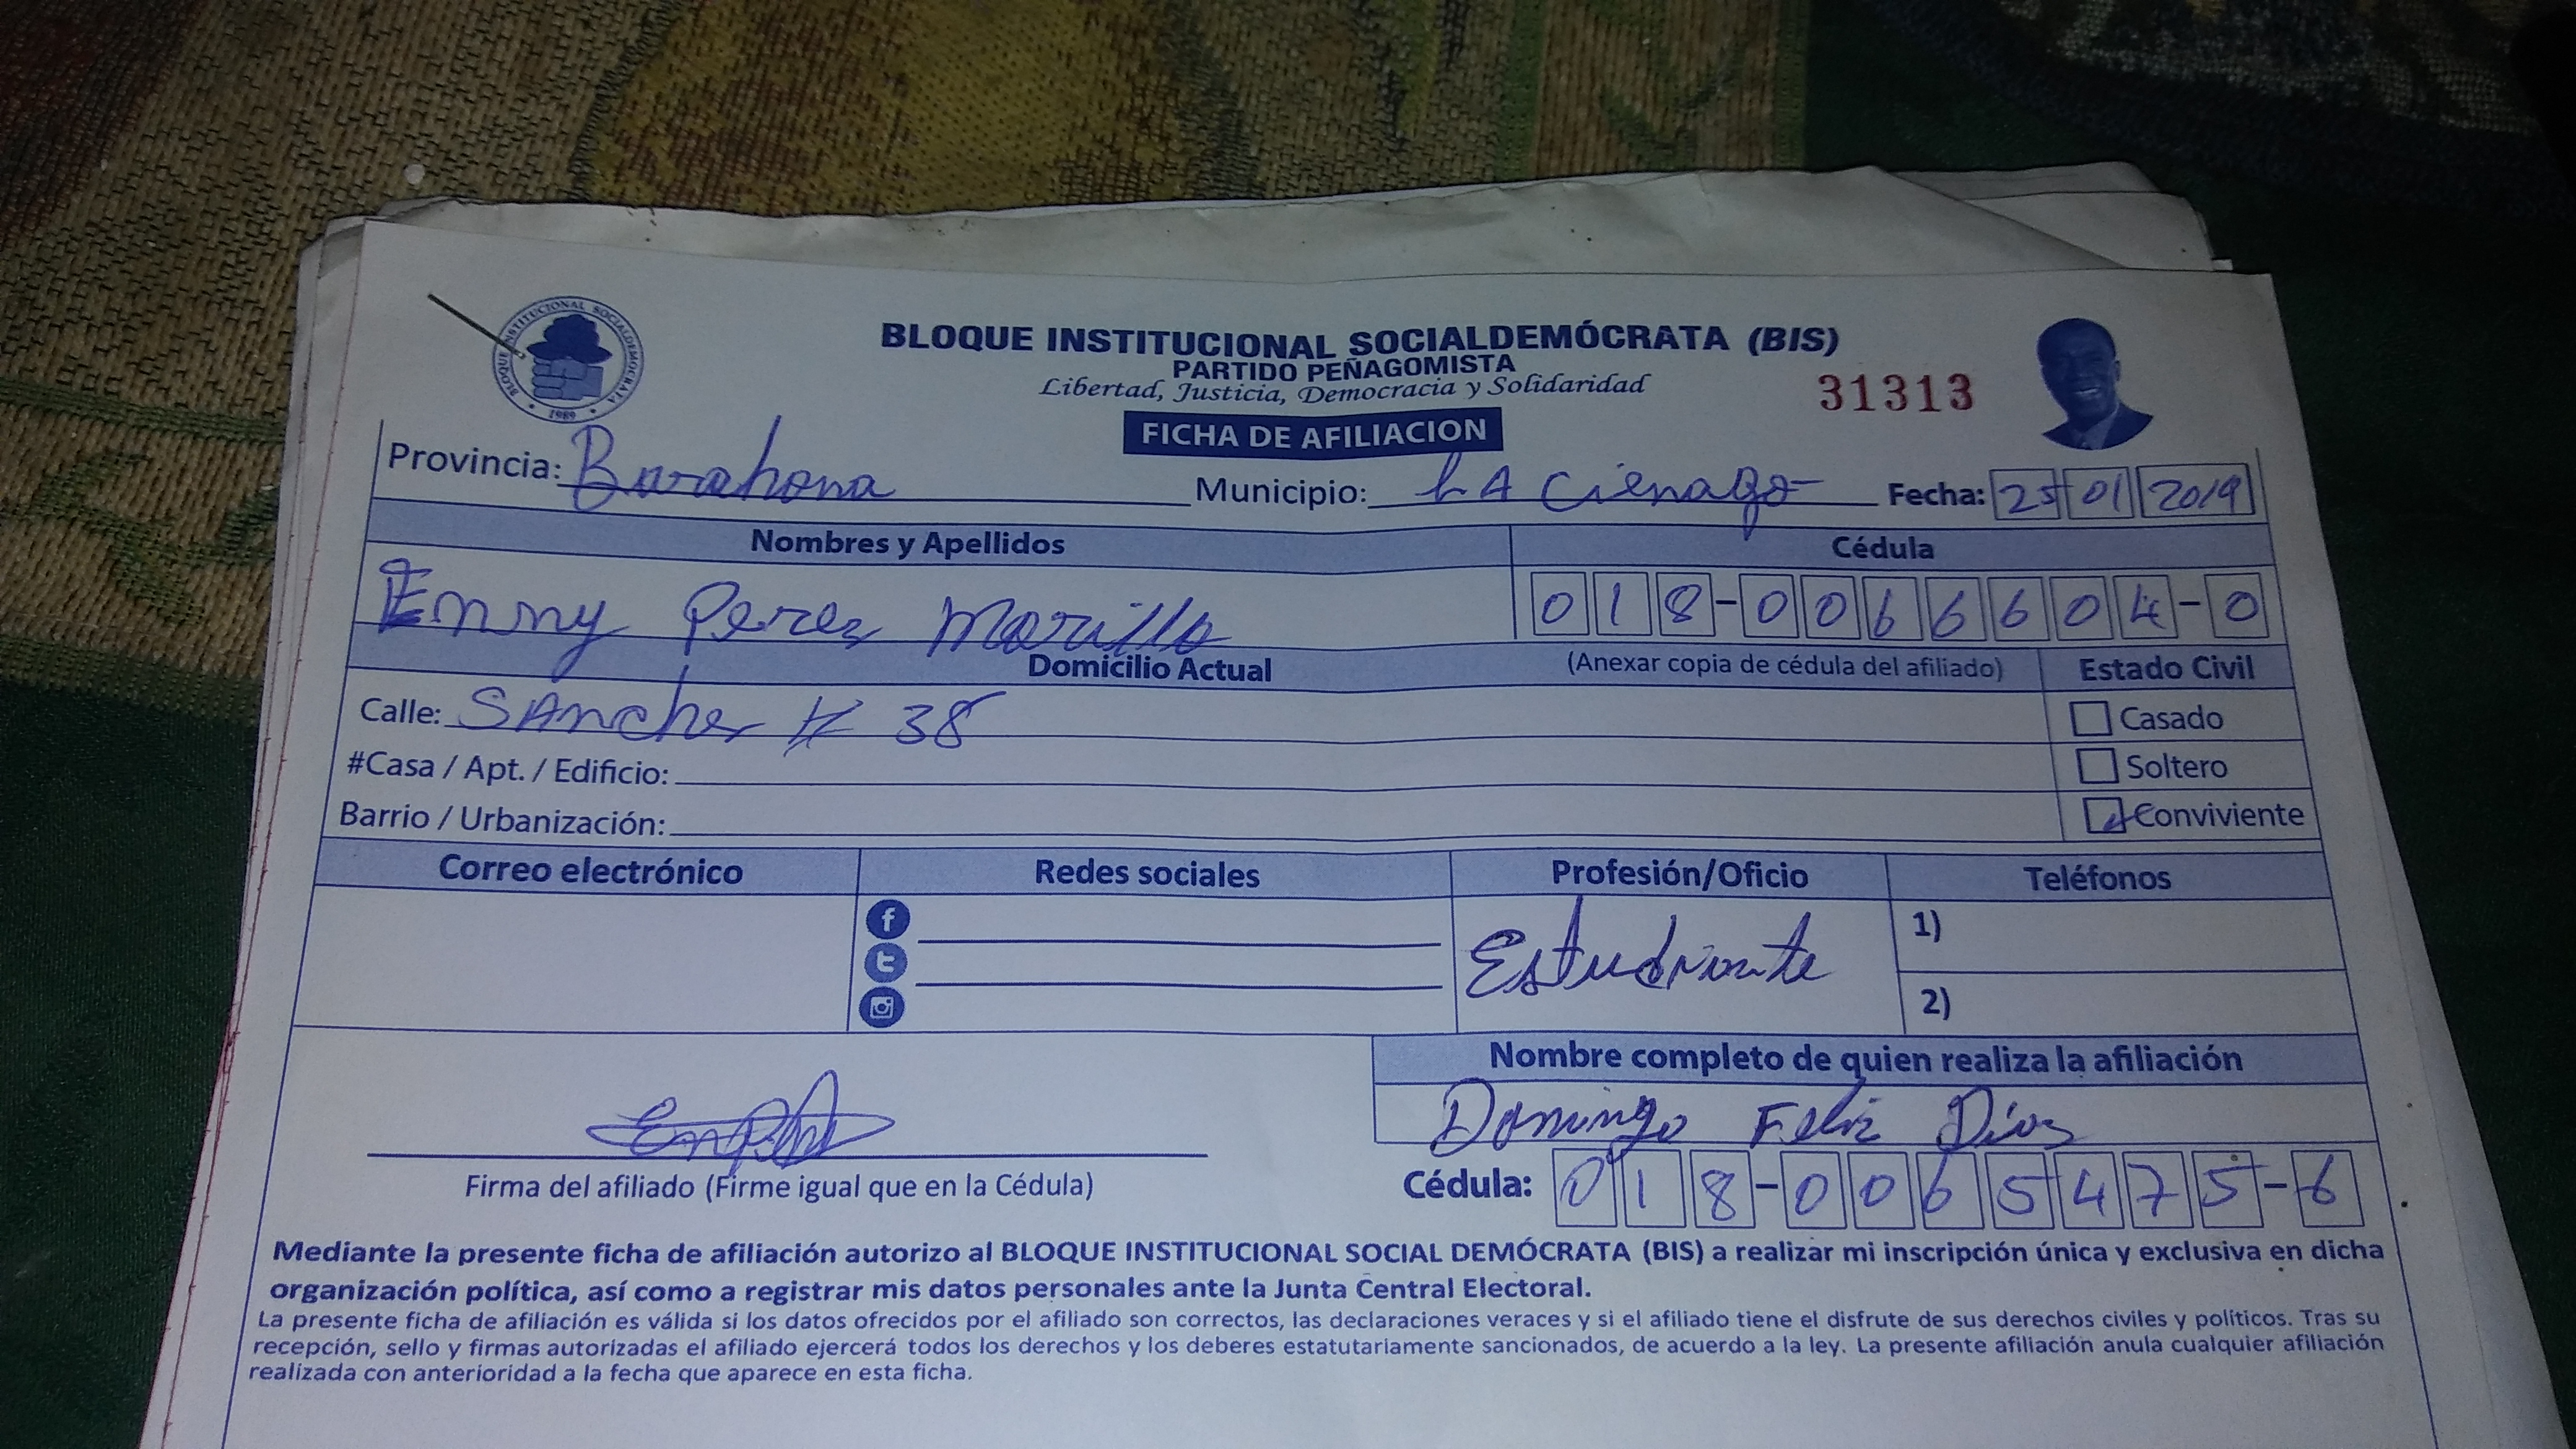 BLOQUE INSTITUCIONAL SOCIALDEMOCRATA
1989
BLOQUE INSTITUCIONAL SOCIALDEMÓCRATA (BIS)
PARTIDO PEÑAGOMISTA
Libertad, Justicia, Democracia y Solidaridad
31313
FICHA DE AFILIACION
Provincia: Barahona Municipio: LA Cienaga Fecha: 25 01 2019
Nombres y Apellidos Cédula
Enny Perez Morillo 018-0066604-0
Domicilio Actual (Anexar copia de cédula del afiliado) Estado Civil
Calle: SAnchez # 38 Casado
#Casa / Apt. / Edificio: Soltero
Barrio / Urbanización: Conviviente
Correo electrónico Redes sociales Profesión/Oficio Teléfonos
Estudiante 1)
2)
Nombre completo de quien realiza la afiliación
Domingo Feliz Díaz
Firma del afiliado (Firme igual que en la Cédula) Cédula: 018-0065475-6
Mediante la presente ficha de afiliación autorizo al BLOQUE INSTITUCIONAL SOCIAL DEMÓCRATA (BIS) a realizar mi inscripción única y exclusiva en dicha
organización política, así como a registrar mis datos personales ante la Junta Central Electoral.
La presente ficha de afiliación es válida si los datos ofrecidos por el afiliado son correctos, las declaraciones veraces y si el afiliado tiene el disfrute de sus derechos civiles y políticos. Tras su
recepción, sello y firmas autorizadas el afiliado ejercerá todos los derechos y los deberes estatutariamente sancionados, de acuerdo a la ley. La presente afiliación anula cualquier afiliación
realizada con anterioridad a la fecha que aparece en esta ficha.